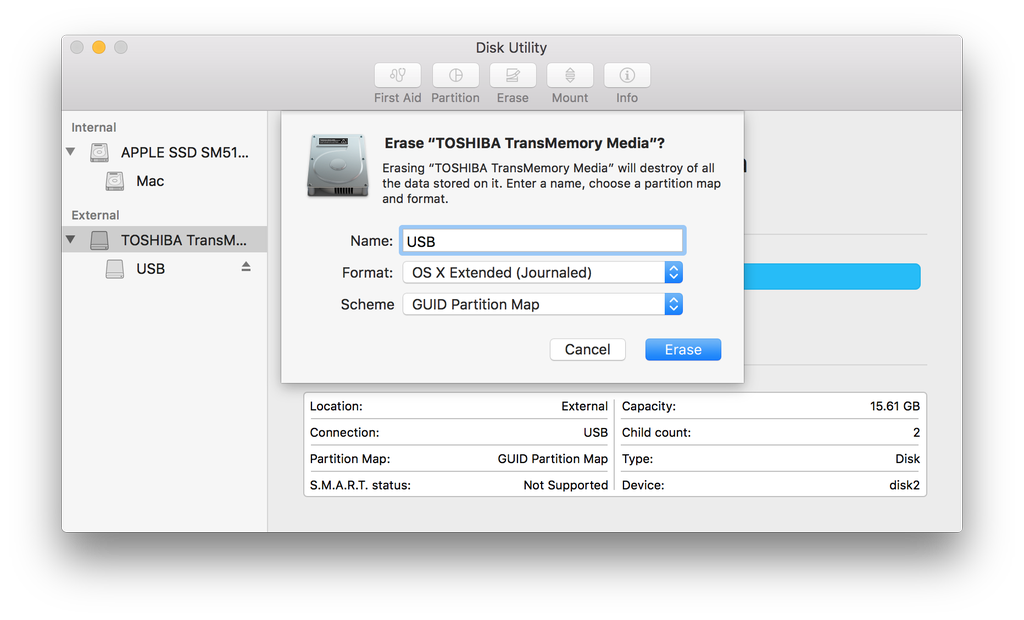 Disk Utility
First Aid
Partition
Erase
Mount
Info
Internal
APPLE SSD SM51...
Mac
External
TOSHIBA TransM...
USB
Erase “TOSHIBA TransMemory Media”?
Erasing “TOSHIBA TransMemory Media” will destroy of all
the data stored on it. Enter a name, choose a partition map
and format.
Name: USB
Format: OS X Extended (Journaled)
Scheme GUID Partition Map
Cancel
Erase
Location: External
Capacity: 15.61 GB
Connection: USB
Child count: 2
Partition Map: GUID Partition Map
Type: Disk
S.M.A.R.T. status: Not Supported
Device: disk2